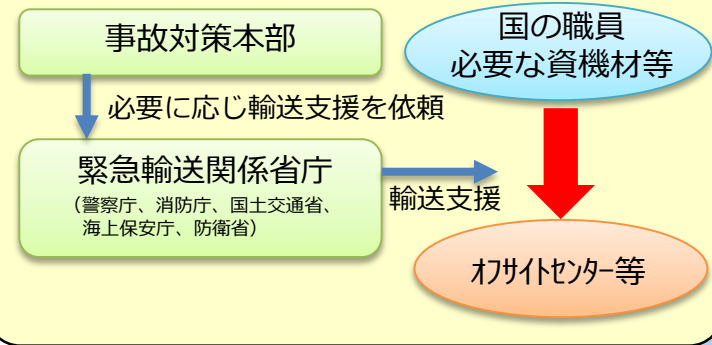 事故対策本部
国の職員
必要な資機材等
必要に応じ輸送支援を依頼
緊急輸送関係省庁
（警察庁、消防庁、国土交通省、
海上保安庁、防衛省）
輸送支援
ｵﾌｻｲﾄｾﾝﾀｰ等